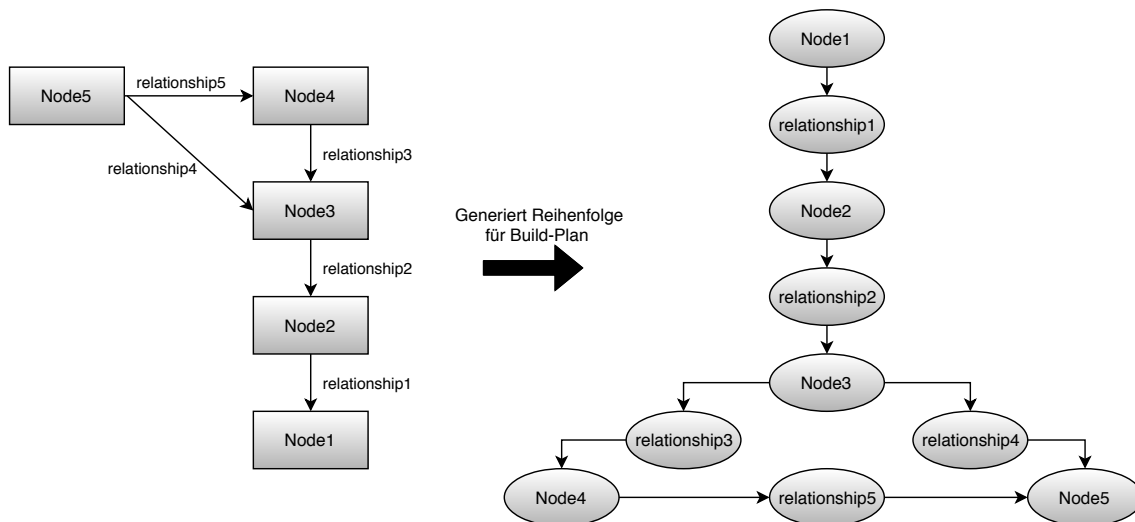 Node5
relationship5
Node4
relationship4
relationship3
Node3
relationship2
Node2
relationship1
Node1
Generiert Reihenfolge
für Build-Plan
Node1
relationship1
Node2
relationship2
Node3
relationship3
relationship4
Node4
relationship5
Node5